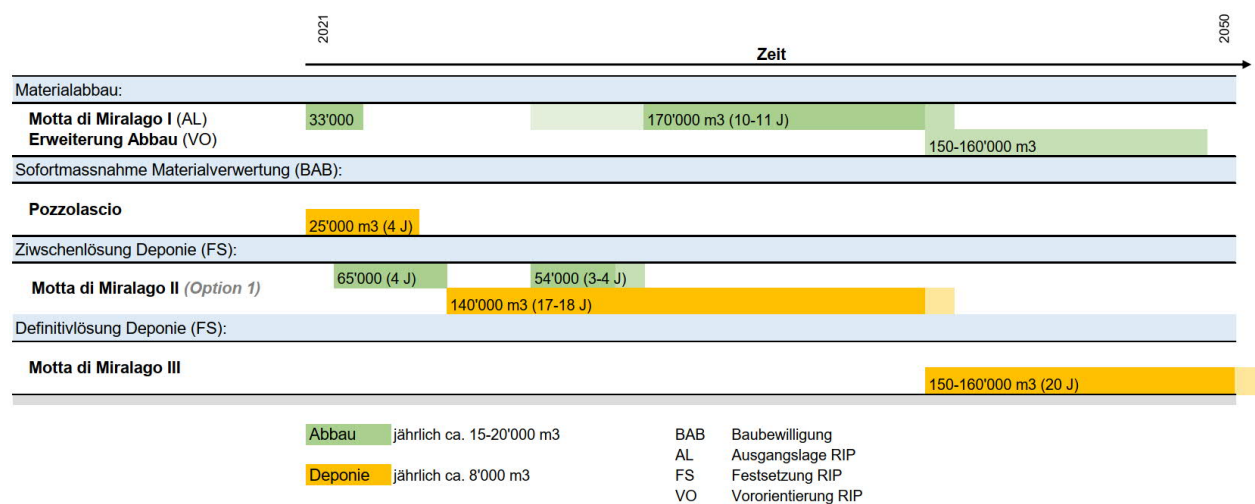 2021
2050
Zeit
Materialabbau:
Motta di Miralago I (AL) 33'000 170'000 m3 (10-11 J)
Erweiterung Abbau (VO) 150-160'000 m3
Sofortmassnahme Materialverwertung (BAB):
Pozzolascio
25'000 m3 (4 J)
Ziwschenlösung Deponie (FS):
65'000 (4 J) 54'000 (3-4 J)
Motta di Miralago II (Option 1)
140'000 m3 (17-18 J)
Definitivlösung Deponie (FS):
Motta di Miralago III
150-160'000 m3 (20 J)
Abbau jährlich ca. 15-20'000 m3
Deponie jährlich ca. 8'000 m3
BAB Baubewilligung
AL Ausgangslage RIP
FS Festsetzung RIP
VO Vororientierung RIP